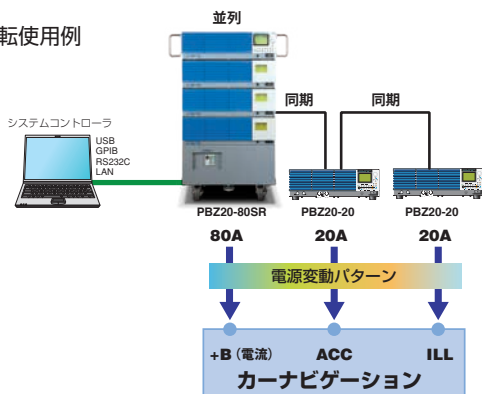 転使用例
並列
同期
同期
システムコントローラ
USB
GPIB
RS232C
LAN
PBZ20-80SR
PBZ20-20
PBZ20-20
80A
20A
20A
電源変動パターン
+B（電流）
ACC
ILL
カーナビゲーション